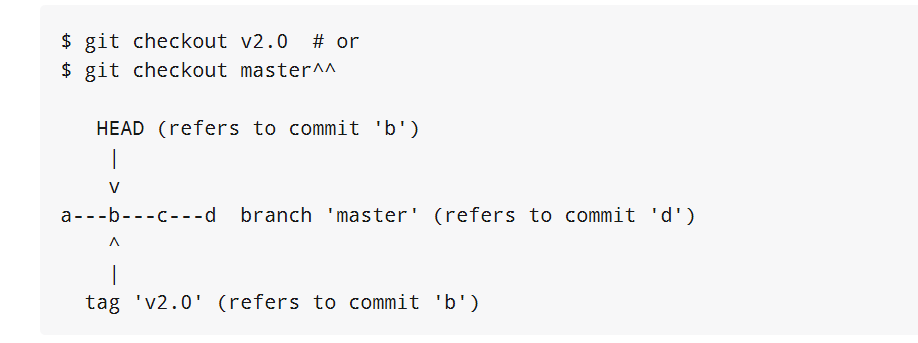 $ git checkout v2.0  # or
$ git checkout master^^

   HEAD (refers to commit 'b')
    |
    v
a---b---c---d  branch 'master' (refers to commit 'd')
    ^
    |
  tag 'v2.0' (refers to commit 'b')